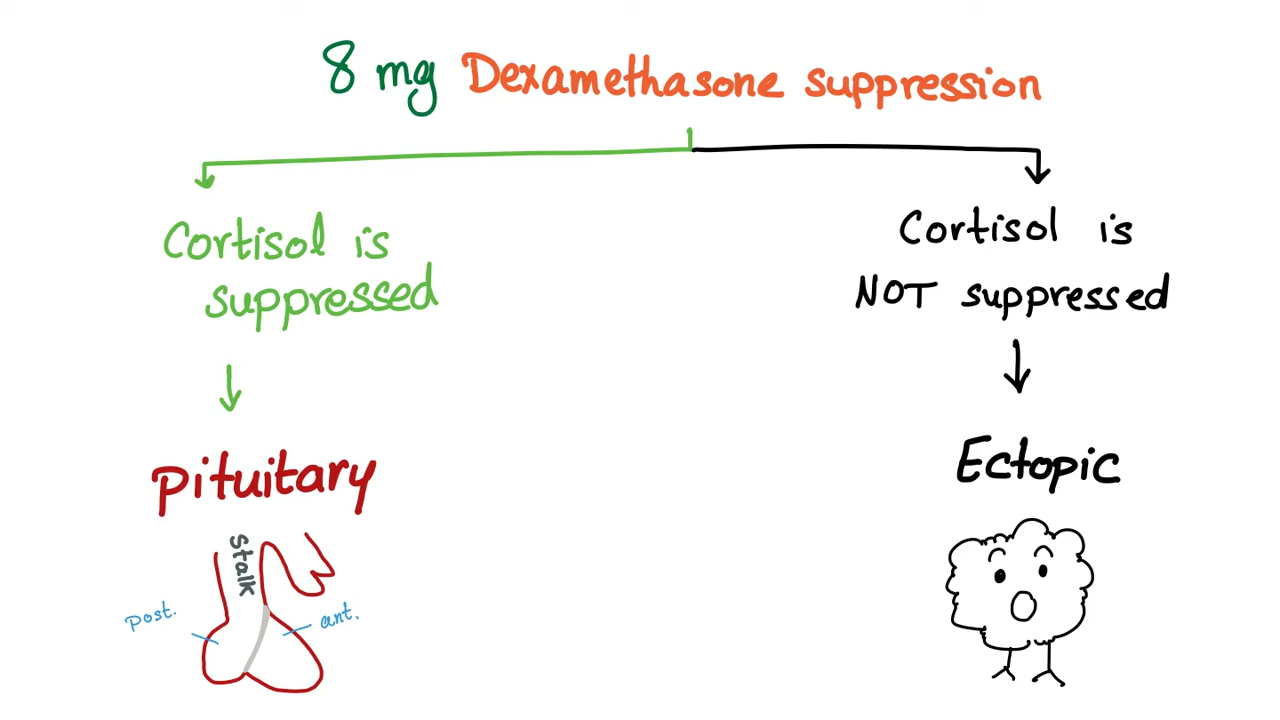 8 mg Dexamethasone suppression
Cortisol is
suppressed
Cortisol is
NOT suppressed
Pituitary
Ectopic
Stalk
post.
ant.